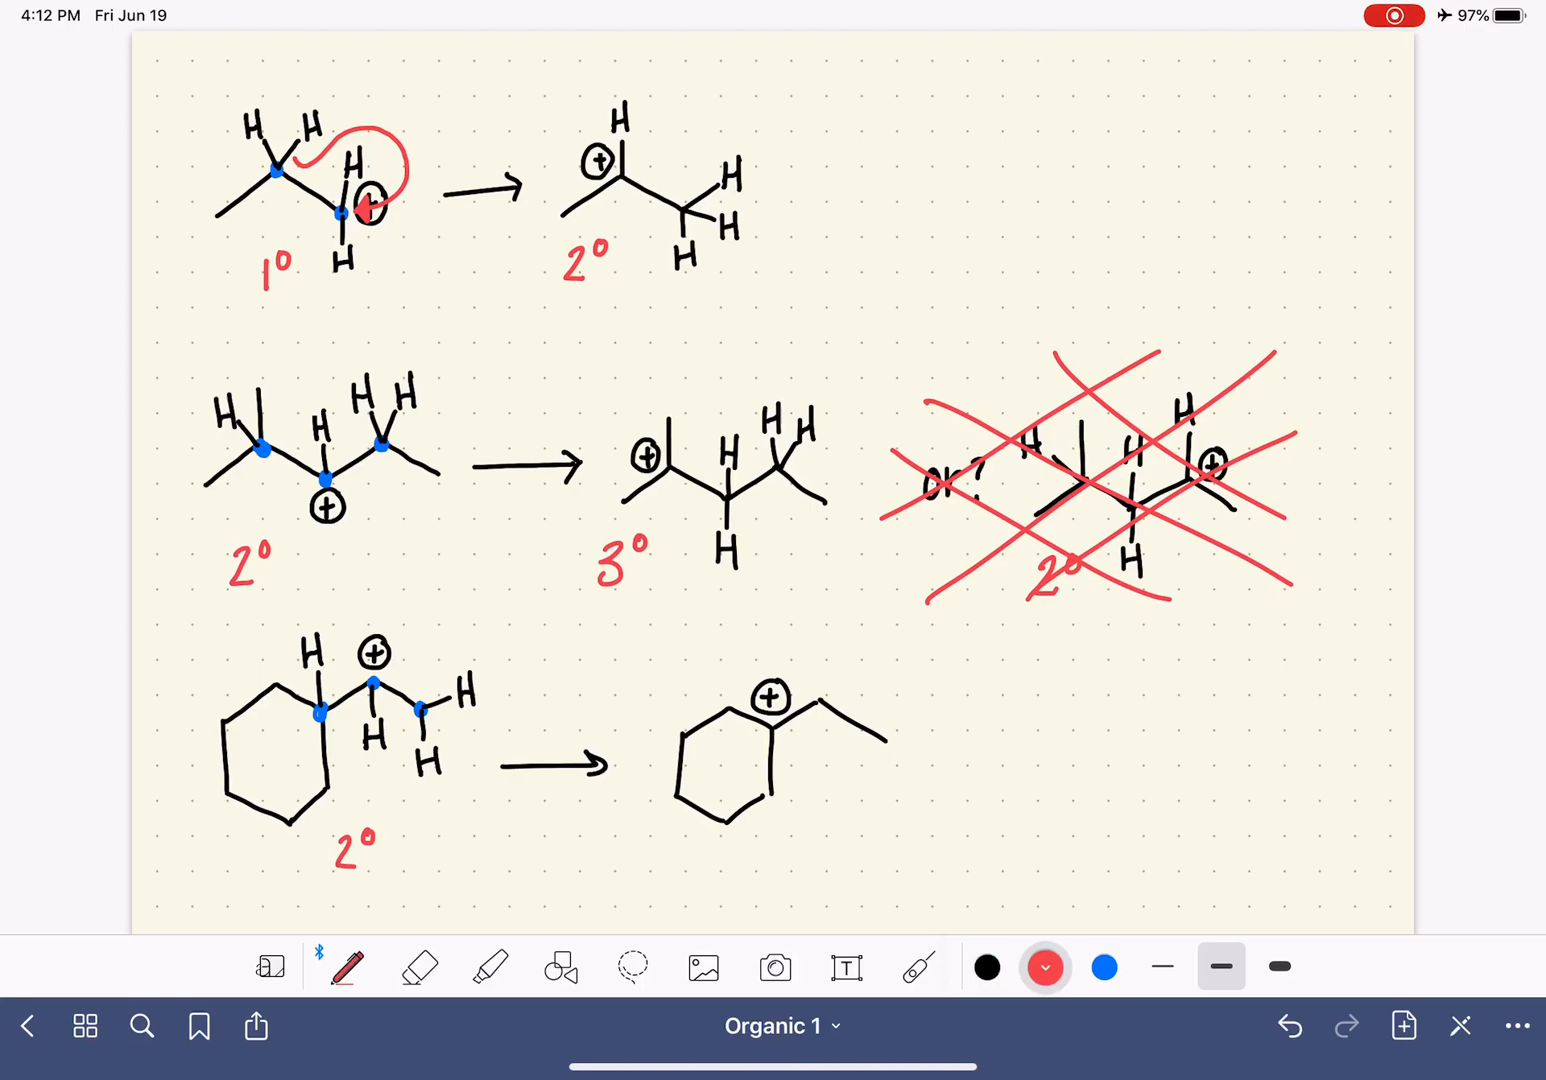 4:12 PM Fri Jun 19
97%
H H H ⊕ H
1°
⊕ H H H H
2°
H H H H ⊕
2°
⊕ H H H H
3°
or? H H H ⊕ H
2°
H ⊕ H H H
2°
⊕
T
Organic 1